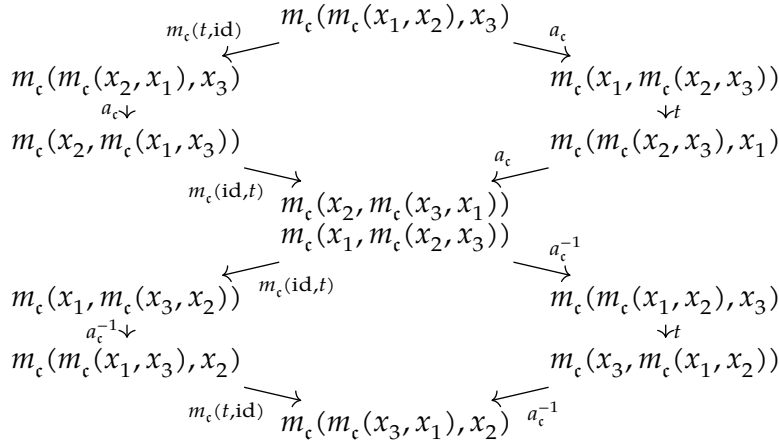 m_𝔠(m_𝔠(x_1, x_2), x_3)
m_𝔠(t,id) a_𝔠
m_𝔠(m_𝔠(x_2, x_1), x_3) m_𝔠(x_1, m_𝔠(x_2, x_3))
a_𝔠 t
m_𝔠(x_2, m_𝔠(x_1, x_3)) m_𝔠(m_𝔠(x_2, x_3), x_1)
m_𝔠(id,t) a_𝔠
m_𝔠(x_2, m_𝔠(x_3, x_1))
m_𝔠(x_1, m_𝔠(x_2, x_3))
m_𝔠(id,t) a_𝔠^{-1}
m_𝔠(x_1, m_𝔠(x_3, x_2)) m_𝔠(m_𝔠(x_1, x_2), x_3)
a_𝔠^{-1} t
m_𝔠(m_𝔠(x_1, x_3), x_2) m_𝔠(x_3, m_𝔠(x_1, x_2))
m_𝔠(t,id) a_𝔠^{-1}
m_𝔠(m_𝔠(x_3, x_1), x_2)